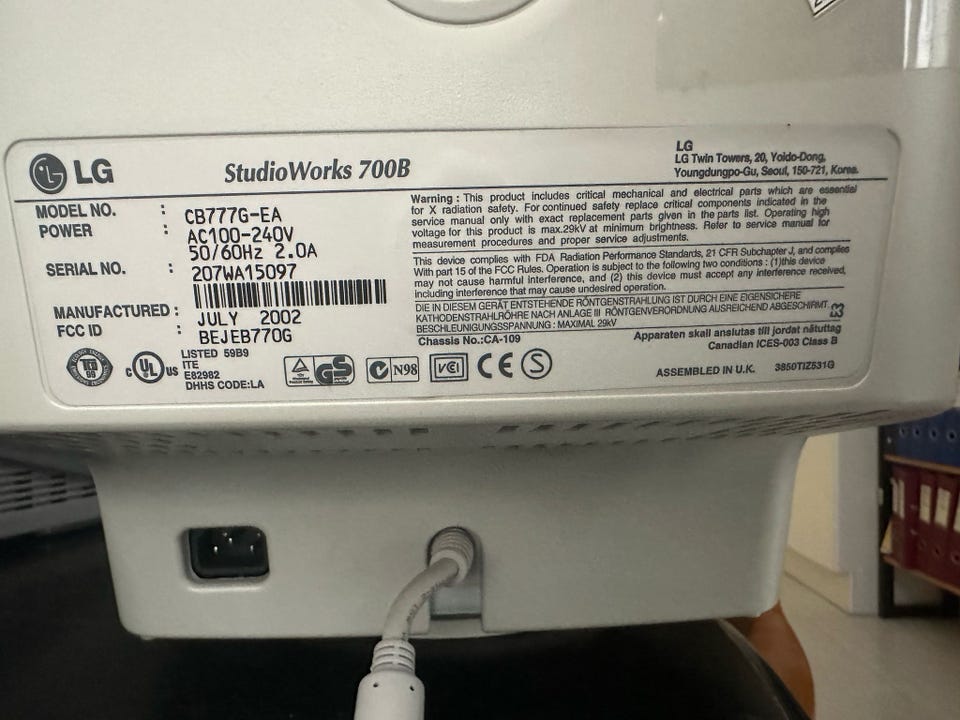 LG
StudioWorks 700B
LG
LG Twin Towers, 20, Yoido-Dong,
Youngdungpo-Gu, Seoul, 150-721, Korea.
MODEL NO. : CB777G-EA
POWER : AC100-240V
50/60Hz 2.0A
SERIAL NO. : 207WA15097
MANUFACTURED : JULY 2002
FCC ID : BEJEB770G
Warning : This product includes critical mechanical and electrical parts which are essential
for X radiation safety. For continued safety replace critical components indicated in the
service manual only with exact replacement parts given in the parts list. Operating high
voltage for this product is max.29kV at minimum brightness. Refer to service manual for
measurement procedures and proper service adjustments.
This device complies with FDA Radiation Performance Standards, 21 CFR Subchapter J, and complies
With part 15 of the FCC Rules. Operation is subject to the following two conditions : (1)this device
may not cause harmful interference, and (2) this device must accept any interference received,
including interference that may cause undesired operation.
DIE IN DIESEM GERÄT ENTSTEHENDE RÖNTGENSTRAHLUNG IST DURCH EINE EIGENSICHERE
KATHODENSTRAHLRÖHRE NACH ANLAGE III RÖNTGENVERORDNUNG AUSREICHEND ABGESCHIRMT.
BESCHLEUNIGUNGSSPANNUNG : MAXIMAL 29kV
Chassis No.:CA-109
Apparaten skall anslutas till jordat nätuttag
Canadian ICES-003 Class B
ASSEMBLED IN U.K. 3850TIZ531G
TCO
99
c UL us
LISTED 59B9
ITE
E82982
DHHS CODE:LA
GS
N98
VCI
CE
S